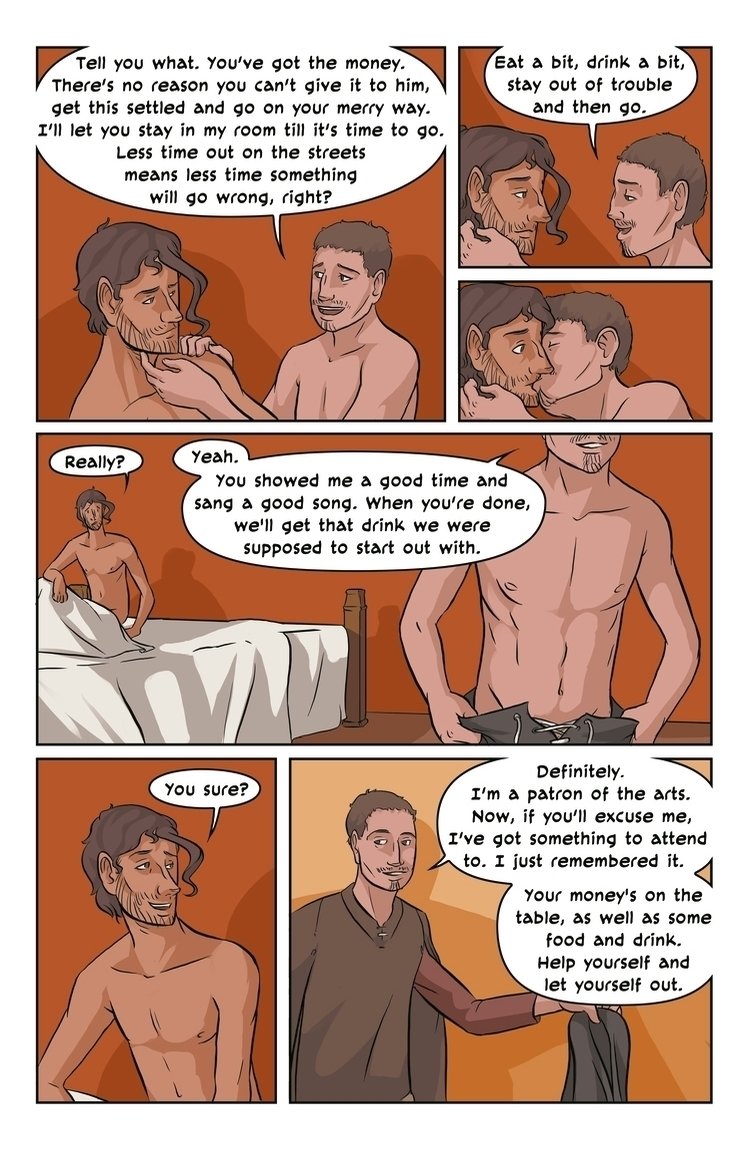 Tell you what. You've got the money.
There's no reason you can't give it to him,
get this settled and go on your merry way.
I'll let you stay in my room till it's time to go.
Less time out on the streets
means less time something
will go wrong, right?
Eat a bit, drink a bit,
stay out of trouble
and then go.
Really?
Yeah.
You showed me a good time and
sang a good song. When you're done,
we'll get that drink we were
supposed to start out with.
You sure?
Definitely.
I'm a patron of the arts.
Now, if you'll excuse me,
I've got something to attend
to. I just remembered it.
Your money's on the
table, as well as some
food and drink.
Help yourself and
let yourself out.